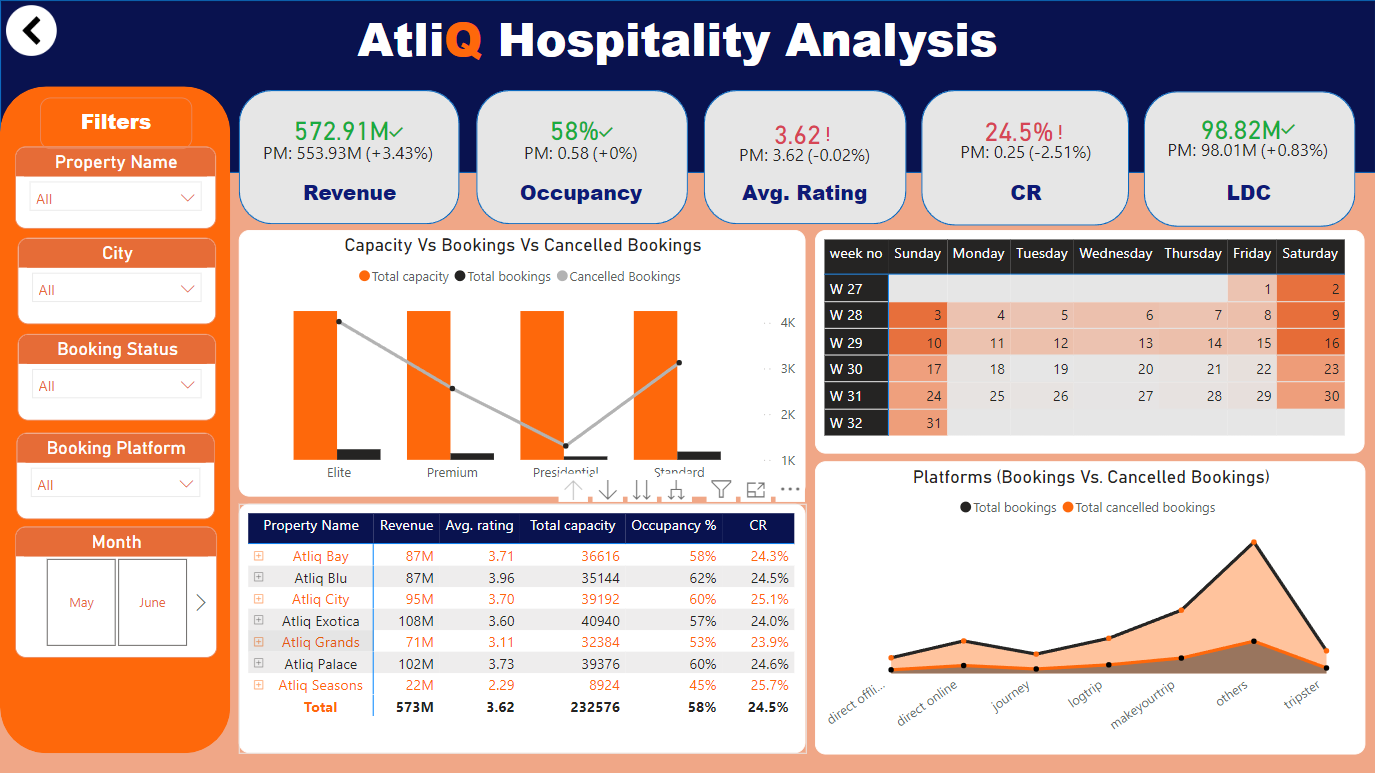 AtliQ Hospitality Analysis
Filters
Property Name
All
City
All
Booking Status
All
Booking Platform
All
Month
May June
572.91M
PM: 553.93M (+3.43%)
Revenue
58%
PM: 0.58 (+0%)
Occupancy
3.62 !
PM: 3.62 (-0.02%)
Avg. Rating
24.5% !
PM: 0.25 (-2.51%)
CR
98.82M
PM: 98.01M (+0.83%)
LDC
Capacity Vs Bookings Vs Cancelled Bookings
Total capacity Total bookings Cancelled Bookings
4K
3K
2K
1K
Elite Premium Presidential Standard
week no Sunday Monday Tuesday Wednesday Thursday Friday Saturday
W 27 1 2
W 28 3 4 5 6 7 8 9
W 29 10 11 12 13 14 15 16
W 30 17 18 19 20 21 22 23
W 31 24 25 26 27 28 29 30
W 32 31
Property Name Revenue Avg. rating Total capacity Occupancy % CR
Atliq Bay 87M 3.71 36616 58% 24.3%
Atliq Blu 87M 3.96 35144 62% 24.5%
Atliq City 95M 3.70 39192 60% 25.1%
Atliq Exotica 108M 3.60 40940 57% 24.0%
Atliq Grands 71M 3.11 32384 53% 23.9%
Atliq Palace 102M 3.73 39376 60% 24.6%
Atliq Seasons 22M 2.29 8924 45% 25.7%
Total 573M 3.62 232576 58% 24.5%
Platforms (Bookings Vs. Cancelled Bookings)
Total bookings Total cancelled bookings
direct offli... direct online journey logtrip makeyourtrip others tripster